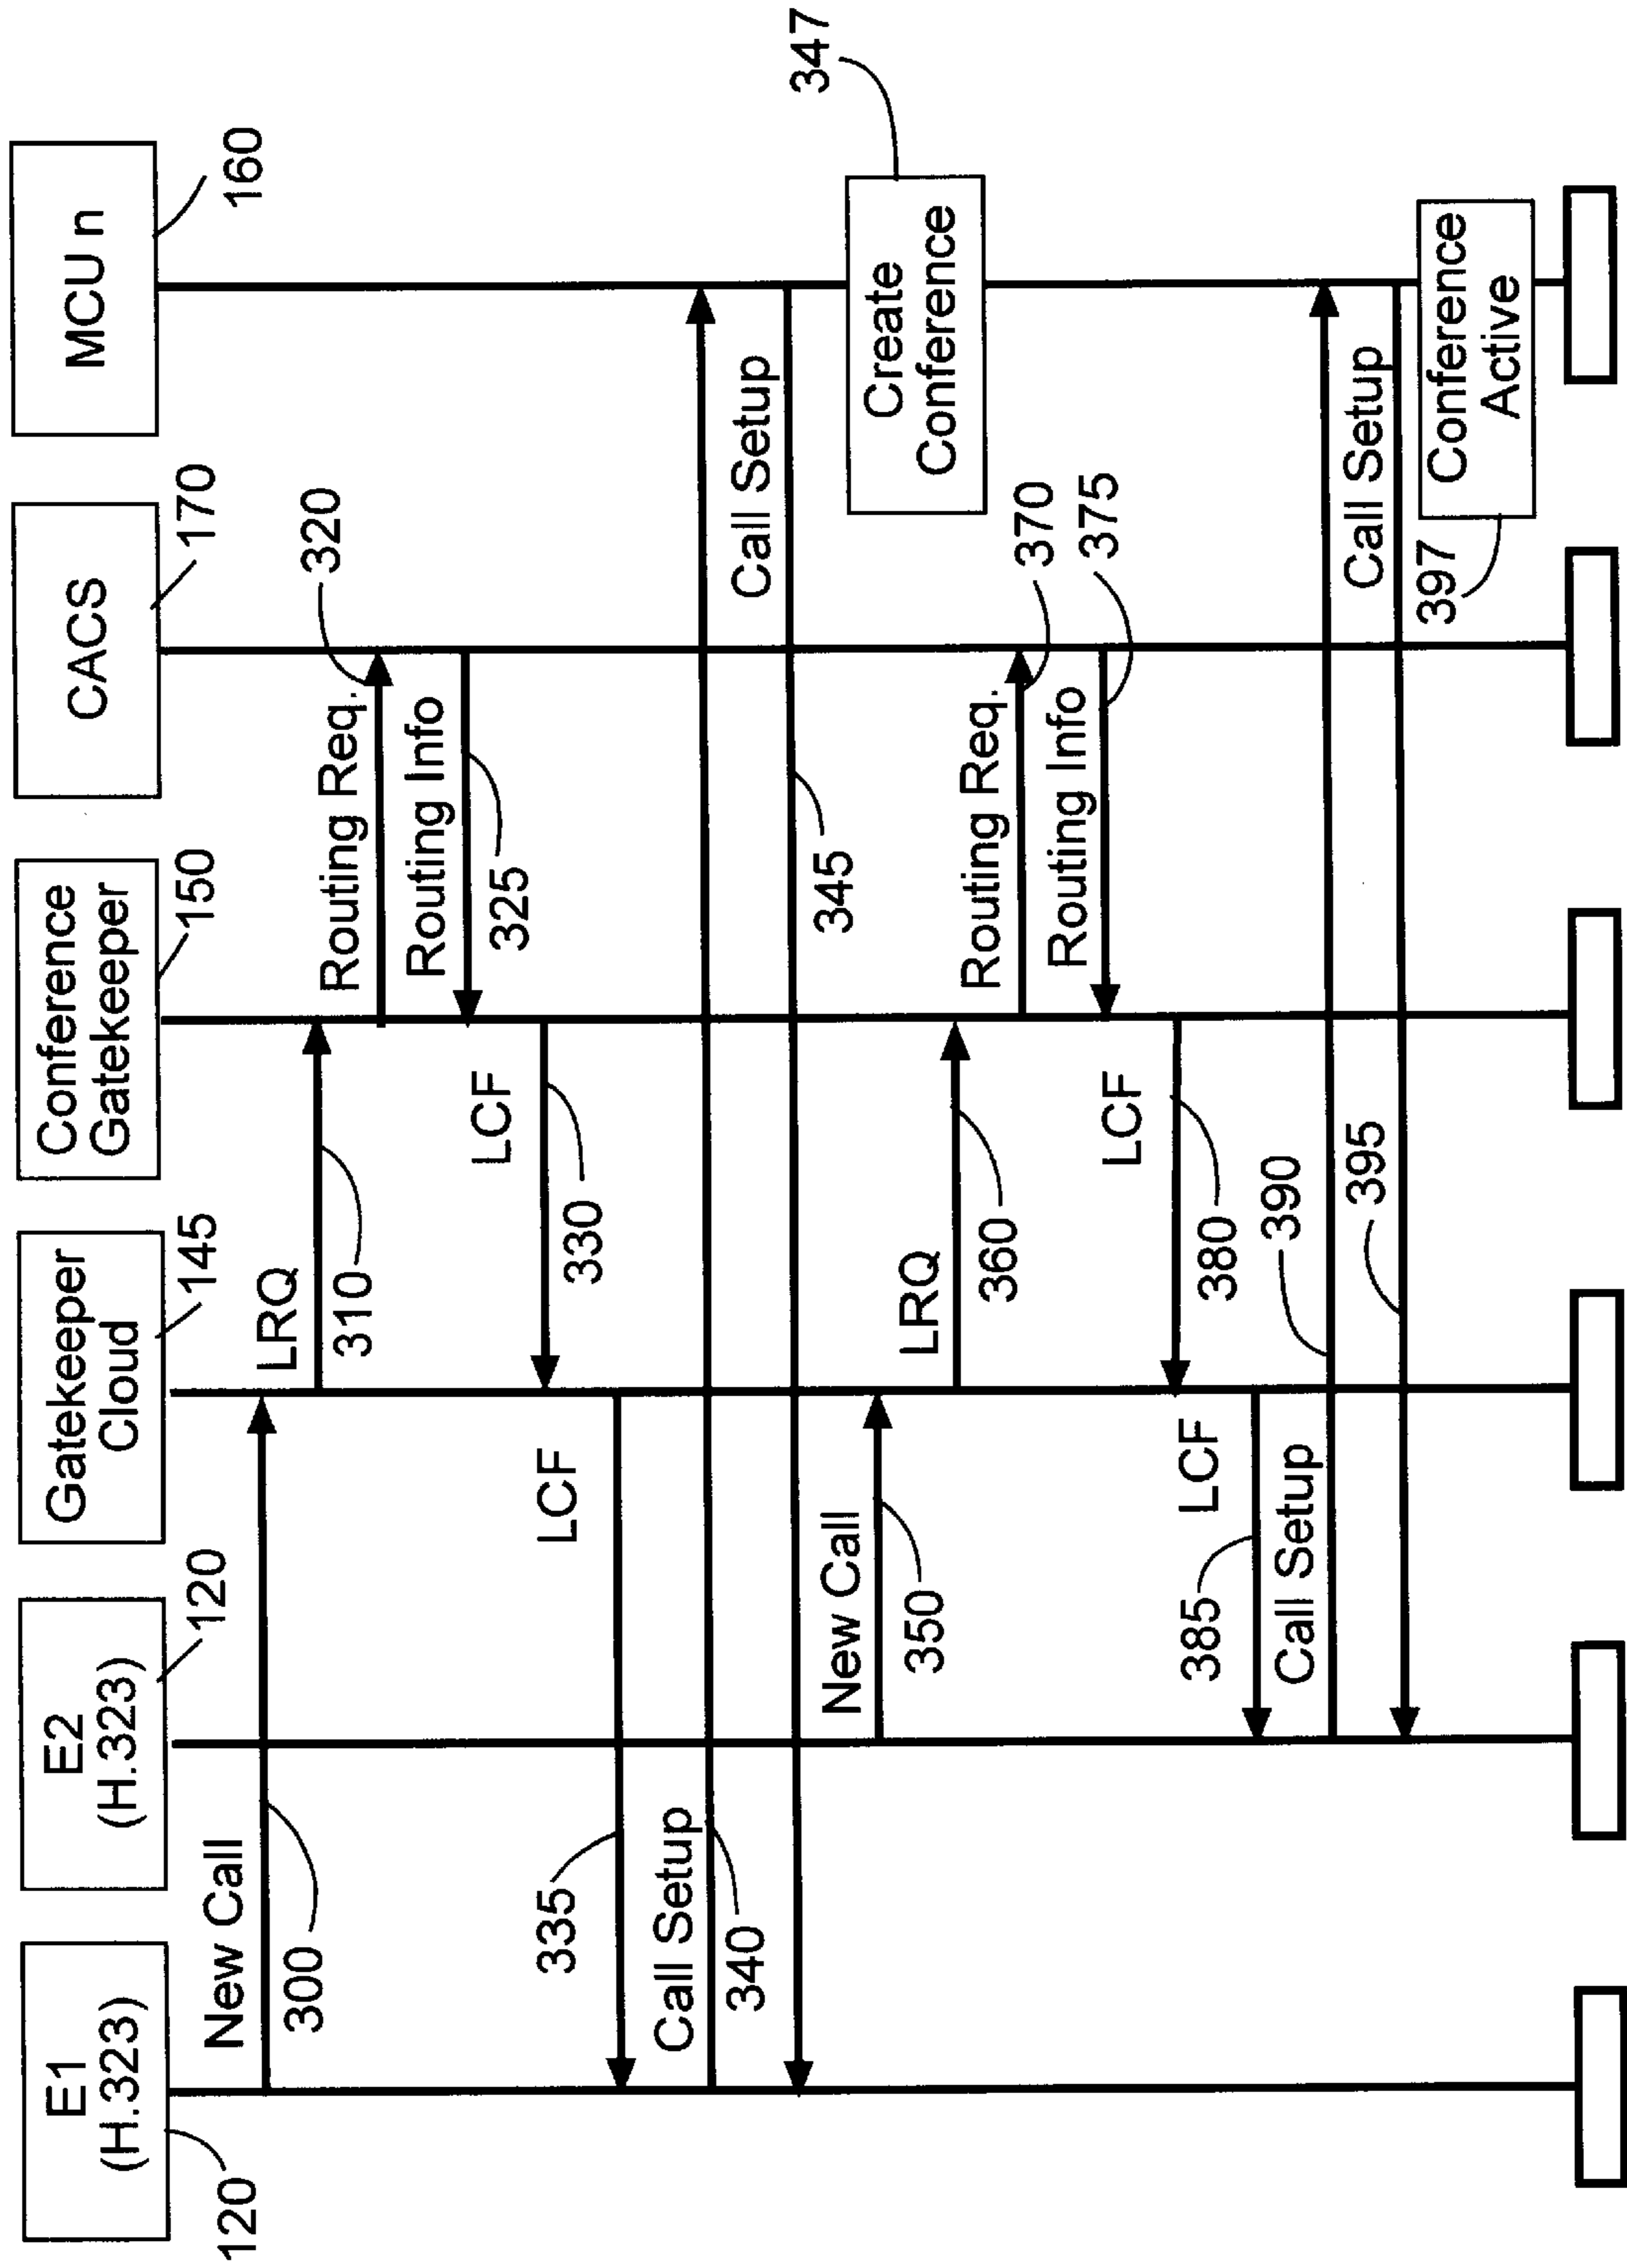 E1
(H.323)
120
E2
(H.323)
120
Gatekeeper
Cloud
145
Conference
Gatekeeper
150
CACS
170
MCU n
160
New Call
300
LRQ
310
Routing Req.
320
Routing Info
325
LCF
330
LCF
335
Call Setup
340
Call Setup
345
Create
Conference
347
New Call
350
LRQ
360
Routing Req.
370
Routing Info
375
LCF
380
LCF
385
Call Setup
390
Call Setup
395
Conference
Active
397